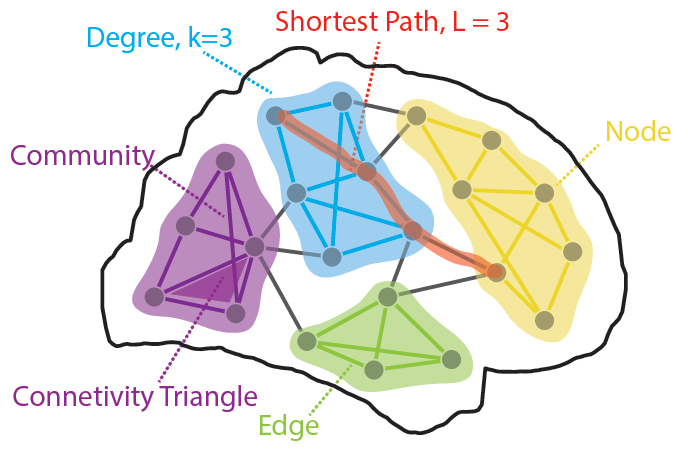 Shortest Path, L = 3
Degree, k=3
Node
Community
Connetivity Triangle
Edge